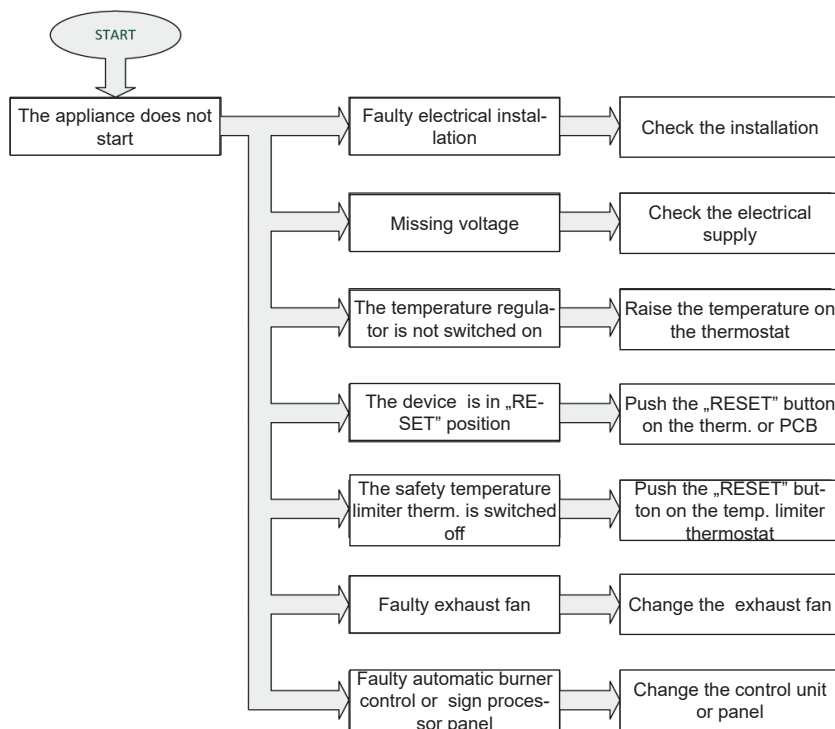 START
The appliance does not
start
Faulty electrical instal-
lation
Check the installation
Missing voltage
Check the electrical
supply
The temperature regula-
tor is not switched on
Raise the temperature on
the thermostat
The device  is in „RE-
SET” position
Push the „RESET” button
on the therm. or PCB
The safety temperature
limiter therm. is switched
off
Push the „RESET” but-
ton on the temp. limiter
thermostat
Faulty exhaust fan
Change the  exhaust fan
Faulty automatic burner
control or  sign proces-
sor panel
Change the control unit
or panel